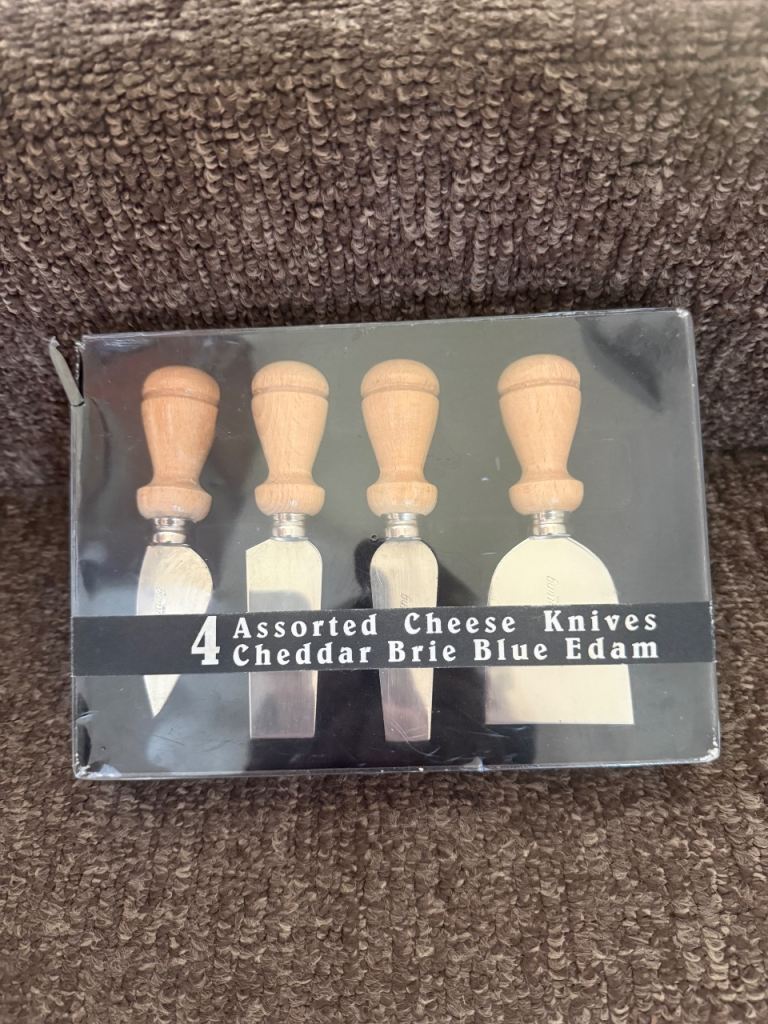 4 Assorted Cheese Knives
Cheddar Brie Blue Edam